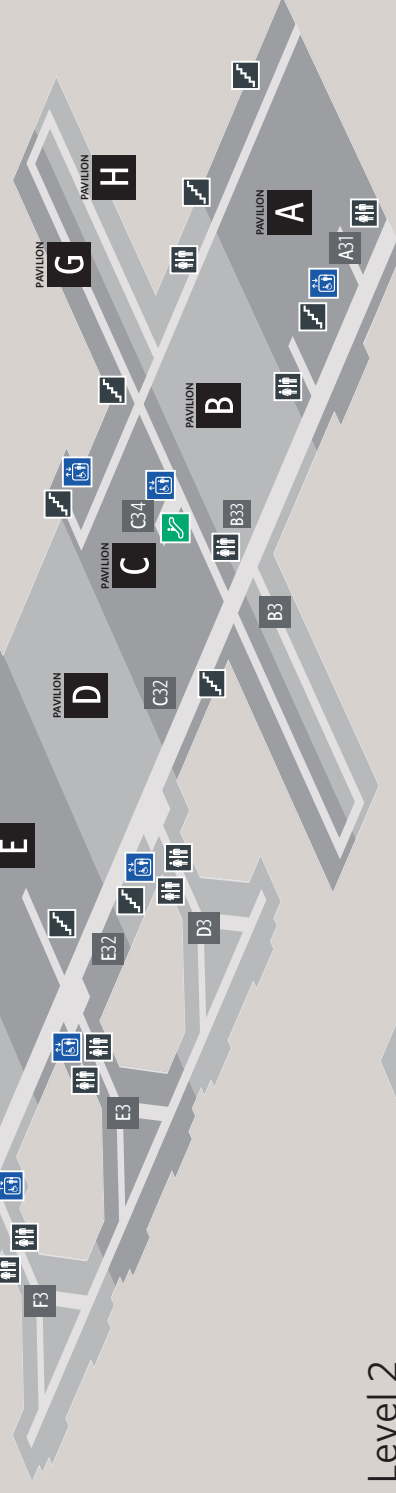 E
F3
PAVILION
G
PAVILION
D
PAVILION
H
PAVILION
C
E32
E3
C34
C32
PAVILION
B
D3
B33
PAVILION
A
B3
A31
Level 2